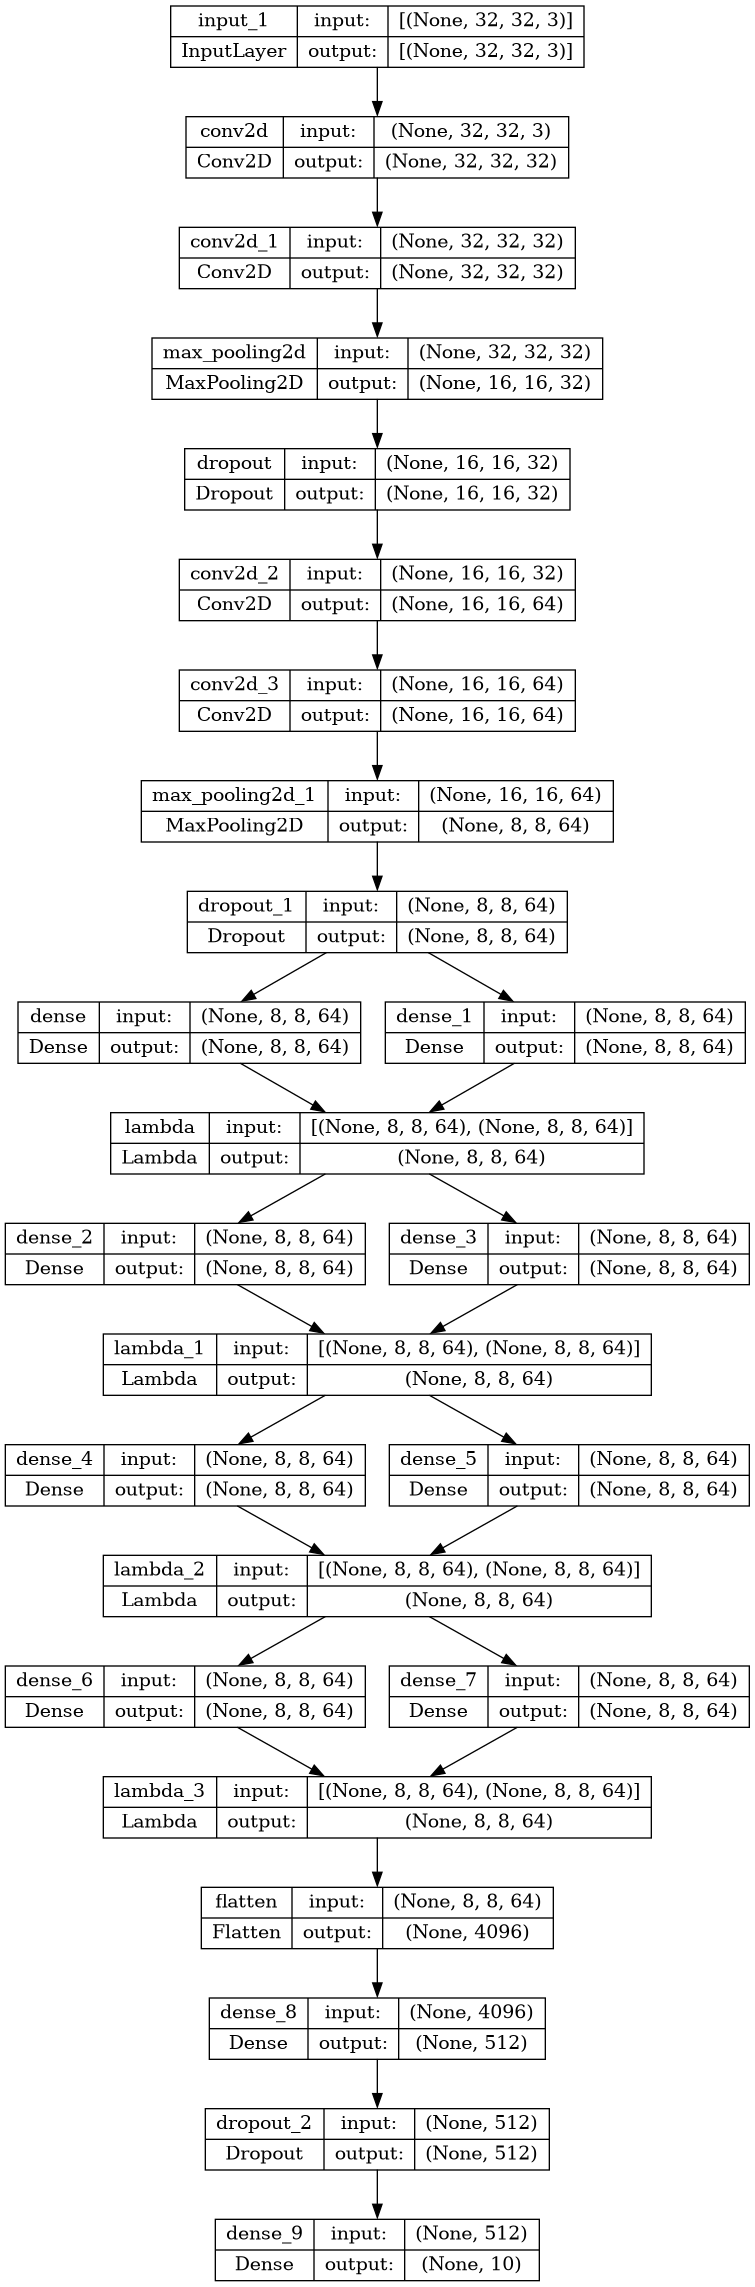 input_1 input: [(None, 32, 32, 3)]
InputLayer output: [(None, 32, 32, 3)]
conv2d input: (None, 32, 32, 3)
Conv2D output: (None, 32, 32, 32)
conv2d_1 input: (None, 32, 32, 32)
Conv2D output: (None, 32, 32, 32)
max_pooling2d input: (None, 32, 32, 32)
MaxPooling2D output: (None, 16, 16, 32)
dropout input: (None, 16, 16, 32)
Dropout output: (None, 16, 16, 32)
conv2d_2 input: (None, 16, 16, 32)
Conv2D output: (None, 16, 16, 64)
conv2d_3 input: (None, 16, 16, 64)
Conv2D output: (None, 16, 16, 64)
max_pooling2d_1 input: (None, 16, 16, 64)
MaxPooling2D output: (None, 8, 8, 64)
dropout_1 input: (None, 8, 8, 64)
Dropout output: (None, 8, 8, 64)
dense input: (None, 8, 8, 64)
Dense output: (None, 8, 8, 64)
dense_1 input: (None, 8, 8, 64)
Dense output: (None, 8, 8, 64)
lambda input: [(None, 8, 8, 64), (None, 8, 8, 64)]
Lambda output: (None, 8, 8, 64)
dense_2 input: (None, 8, 8, 64)
Dense output: (None, 8, 8, 64)
dense_3 input: (None, 8, 8, 64)
Dense output: (None, 8, 8, 64)
lambda_1 input: [(None, 8, 8, 64), (None, 8, 8, 64)]
Lambda output: (None, 8, 8, 64)
dense_4 input: (None, 8, 8, 64)
Dense output: (None, 8, 8, 64)
dense_5 input: (None, 8, 8, 64)
Dense output: (None, 8, 8, 64)
lambda_2 input: [(None, 8, 8, 64), (None, 8, 8, 64)]
Lambda output: (None, 8, 8, 64)
dense_6 input: (None, 8, 8, 64)
Dense output: (None, 8, 8, 64)
dense_7 input: (None, 8, 8, 64)
Dense output: (None, 8, 8, 64)
lambda_3 input: [(None, 8, 8, 64), (None, 8, 8, 64)]
Lambda output: (None, 8, 8, 64)
flatten input: (None, 8, 8, 64)
Flatten output: (None, 4096)
dense_8 input: (None, 4096)
Dense output: (None, 512)
dropout_2 input: (None, 512)
Dropout output: (None, 512)
dense_9 input: (None, 512)
Dense output: (None, 10)